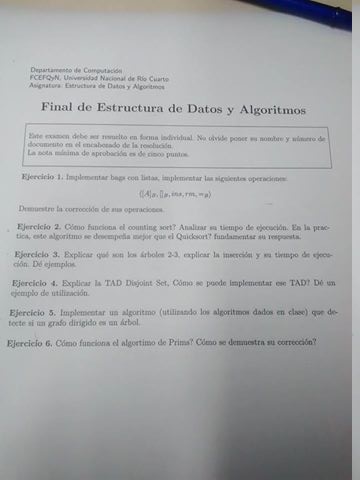 Departamento de Computación
FCEFQyN, Universidad Nacional de Río Cuarto
Asignatura: Estructura de Datos y Algoritmos
Final de Estructura de Datos y Algoritmos
Este examen debe ser resuelto en forma individual. No olvide poner su nombre y número de
documento en el encabezado de la resolución.
La nota mínima de aprobación es de cinco puntos.
Ejercicio 1. Implementar bags con listas, implementar las siguientes operaciones:
([A]_B, []_B, ins, rm, =_B)
Demuestre la corrección de sus operaciones.
Ejercicio 2. Cómo funciona el counting sort? Analizar su tiempo de ejecución. En la prac-
tica, este algoritmo se desempeña mejor que el Quicksort? fundamentar su respuesta.
Ejercicio 3. Explicar qué son los árboles 2-3, explicar la inserción y su tiempo de ejecu-
ción. Dé ejemplos.
Ejercicio 4. Explicar la TAD Disjoint Set, Cómo se puede implementar ese TAD? Dé un
ejemplo de utilización.
Ejercicio 5. Implementar un algoritmo (utilizando los algoritmos dados en clase) que de-
tecte si un grafo dirigido es un árbol.
Ejercicio 6. Cómo funciona el algortimo de Prims? Cómo se demuestra su corrección?